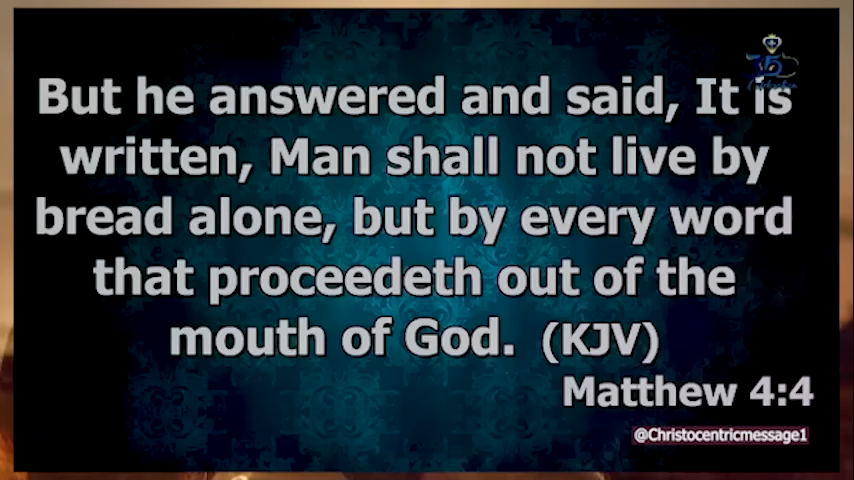 But he answered and said, It is
written, Man shall not live by
bread alone, but by every word
that proceedeth out of the
mouth of God. (KJV)
Matthew 4:4
@Christocentricmessage1